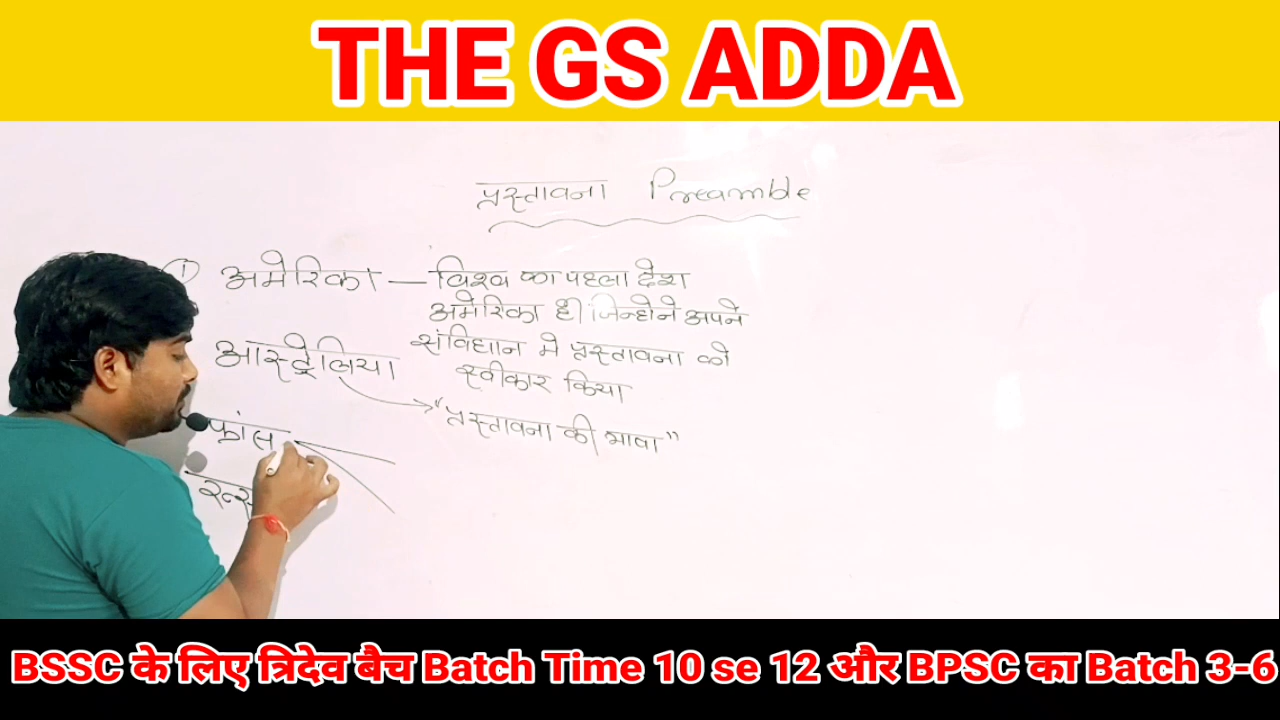 THE GS ADDA
प्रस्तावना Preamble
① अमेरिका — विश्व का पहला देश
अमेरिका है। जिन्होने अपने
संविधान मे प्रस्तावना को
स्वीकार किया
आस्ट्रेलिया
"प्रस्तावना की भाषा"
फ्रांस
BSSC के लिए त्रिदेव बैच Batch Time 10 se 12 और BPSC का Batch 3-6